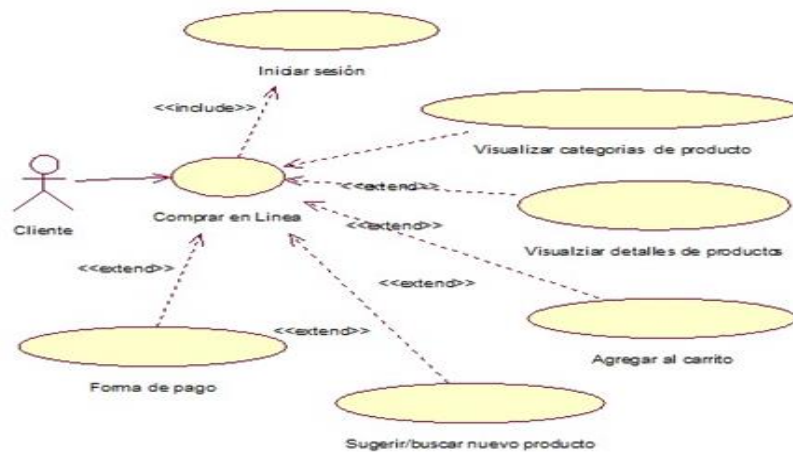 Iniciar sesión
<<include>>
Visualizar categorias de producto
<<extend>>
Comprar en Linea
Cliente
<<extend>>
Visualziar detalles de productos
<<extend>>
<<extend>>
<<extend>>
Agregar al carrito
Forma de pago
Sugerir/buscar nuevo producto